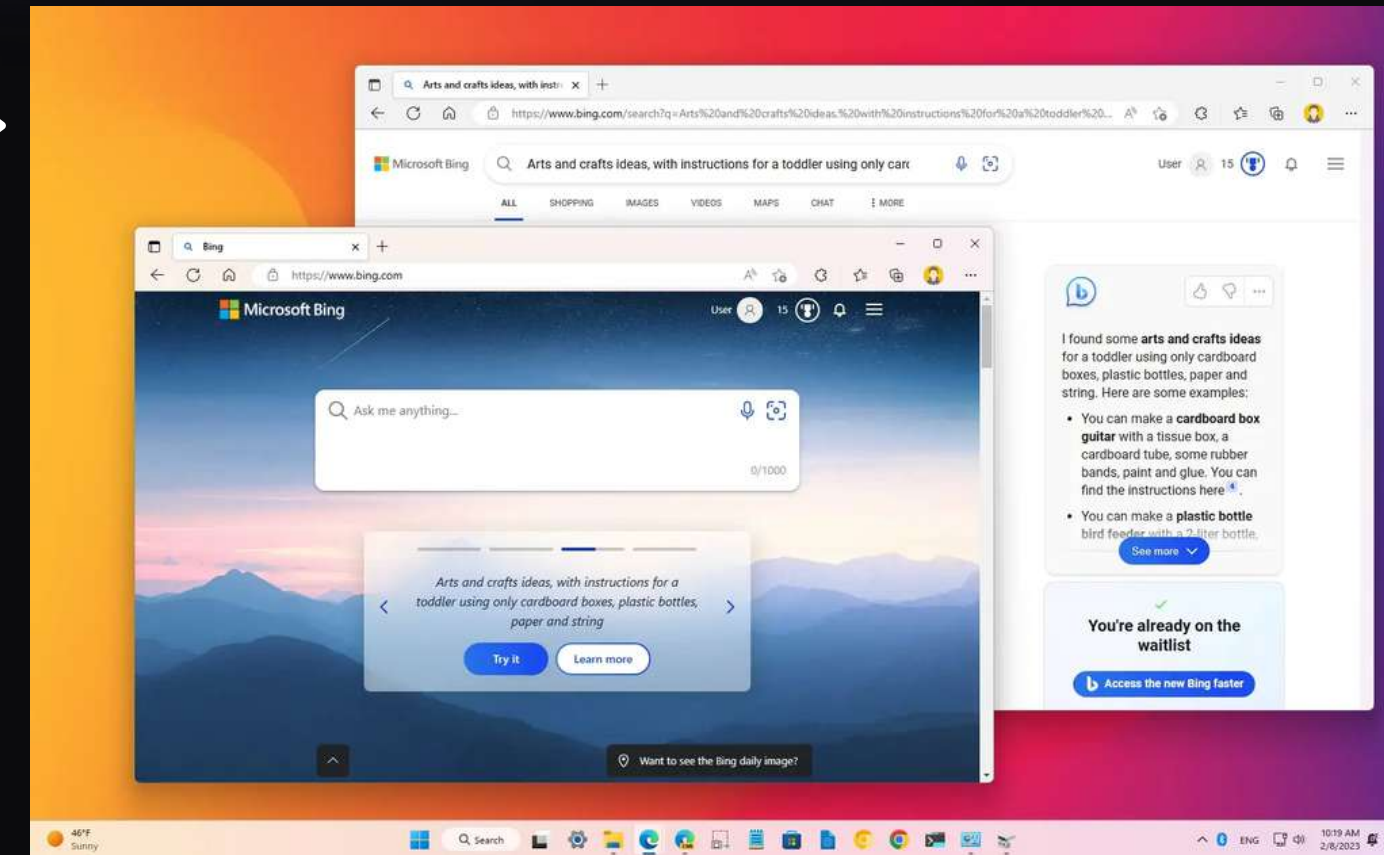 Arts and crafts ideas, with instr
https://www.bing.com/search?q=Arts%20and%20crafts%20ideas.%20with%20instructions%20for%20a%20toddler%20...
Microsoft Bing
Arts and crafts ideas, with instructions for a toddler using only card
User
15
ALL
SHOPPING
IMAGES
VIDEOS
MAPS
CHAT
MORE
Bing
https://www.bing.com
Microsoft Bing
User
15
Ask me anything...
0/1000
Arts and crafts ideas, with instructions for a
toddler using only cardboard boxes, plastic bottles,
paper and string
Try it
Learn more
Want to see the Bing daily image?
I found some arts and crafts ideas
for a toddler using only cardboard
boxes, plastic bottles, paper and
string. Here are some examples:
• You can make a cardboard box
guitar with a tissue box, a
cardboard tube, some rubber
bands, paint and glue. You can
find the instructions here 4 .
• You can make a plastic bottle
bird feeder with a 2-liter bottle,
See more
You're already on the
waitlist
Access the new Bing faster
46°F
Sunny
Search
ENG
10:19 AM
2/8/2023